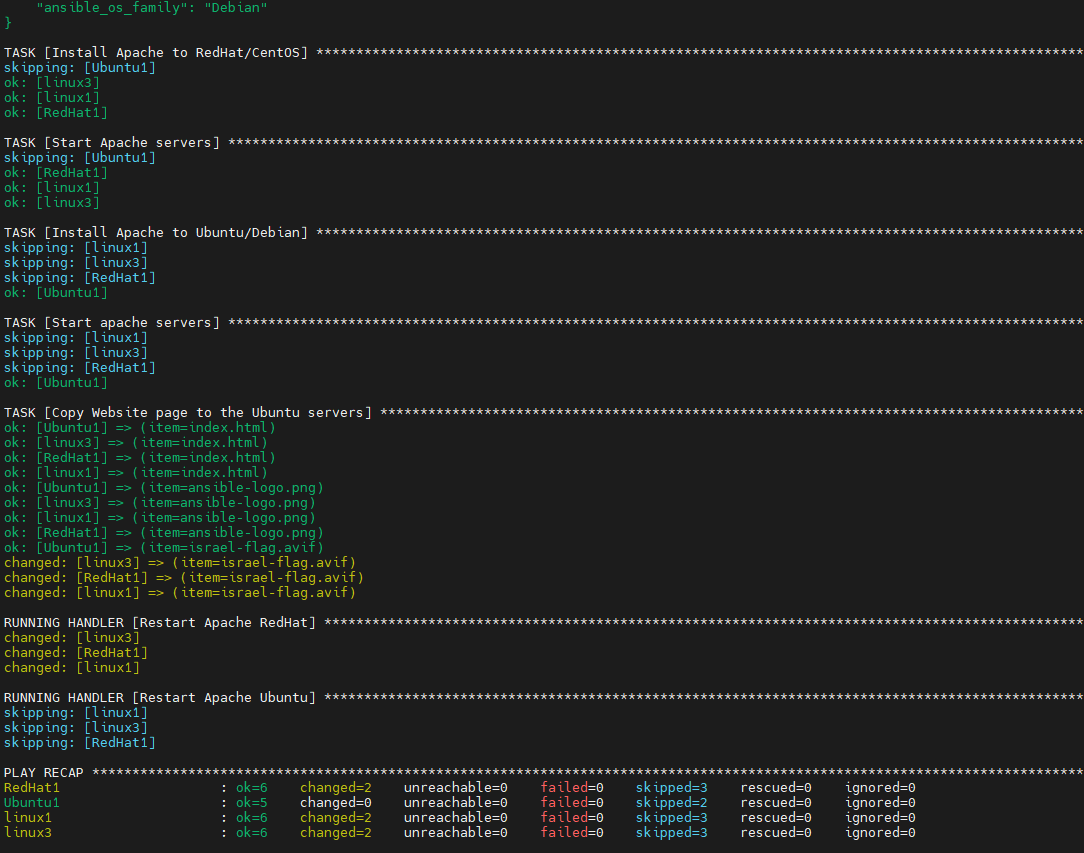 "ansible_os_family": "Debian"
}

TASK [Install Apache to RedHat/CentOS] ************************************************************************************************
skipping: [Ubuntu1]
ok: [linux3]
ok: [linux1]
ok: [RedHat1]

TASK [Start Apache servers] ***********************************************************************************************************
skipping: [Ubuntu1]
ok: [RedHat1]
ok: [linux1]
ok: [linux3]

TASK [Install Apache to Ubuntu/Debian] ************************************************************************************************
skipping: [linux1]
skipping: [linux3]
skipping: [RedHat1]
ok: [Ubuntu1]

TASK [Start apache servers] ***********************************************************************************************************
skipping: [linux1]
skipping: [linux3]
skipping: [RedHat1]
ok: [Ubuntu1]

TASK [Copy Website page to the Ubuntu servers] ****************************************************************************************
ok: [Ubuntu1] => (item=index.html)
ok: [linux3] => (item=index.html)
ok: [RedHat1] => (item=index.html)
ok: [linux1] => (item=index.html)
ok: [Ubuntu1] => (item=ansible-logo.png)
ok: [linux3] => (item=ansible-logo.png)
ok: [linux1] => (item=ansible-logo.png)
ok: [RedHat1] => (item=ansible-logo.png)
ok: [Ubuntu1] => (item=israel-flag.avif)
changed: [linux3] => (item=israel-flag.avif)
changed: [RedHat1] => (item=israel-flag.avif)
changed: [linux1] => (item=israel-flag.avif)

RUNNING HANDLER [Restart Apache RedHat] ***********************************************************************************************
changed: [linux3]
changed: [RedHat1]
changed: [linux1]

RUNNING HANDLER [Restart Apache Ubuntu] ***********************************************************************************************
skipping: [linux1]
skipping: [linux3]
skipping: [RedHat1]

PLAY RECAP ****************************************************************************************************************************
RedHat1                    : ok=6    changed=2    unreachable=0    failed=0    skipped=3    rescued=0    ignored=0
Ubuntu1                    : ok=5    changed=0    unreachable=0    failed=0    skipped=2    rescued=0    ignored=0
linux1                     : ok=6    changed=2    unreachable=0    failed=0    skipped=3    rescued=0    ignored=0
linux3                     : ok=6    changed=2    unreachable=0    failed=0    skipped=3    rescued=0    ignored=0